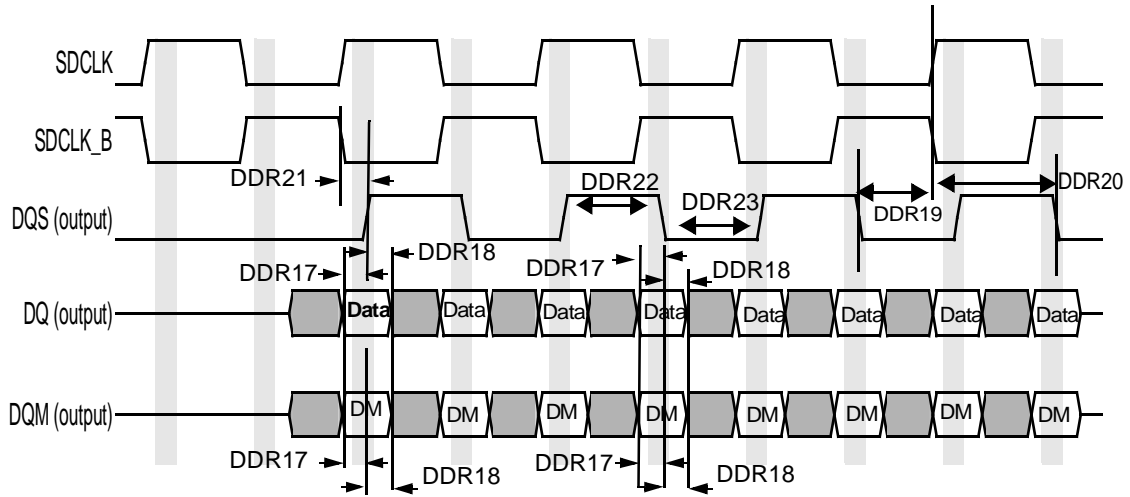 SDCLK
SDCLK_B
DDR21
DDR22
DDR20
DDR23
DDR19
DQS (output)
DDR18
DDR17
DDR17
DDR18
DQ (output)
Data Data Data Data Data Data Data Data
DQM (output)
DM DM DM DM DM DM DM DM
DDR17
DDR18
DDR17
DDR18